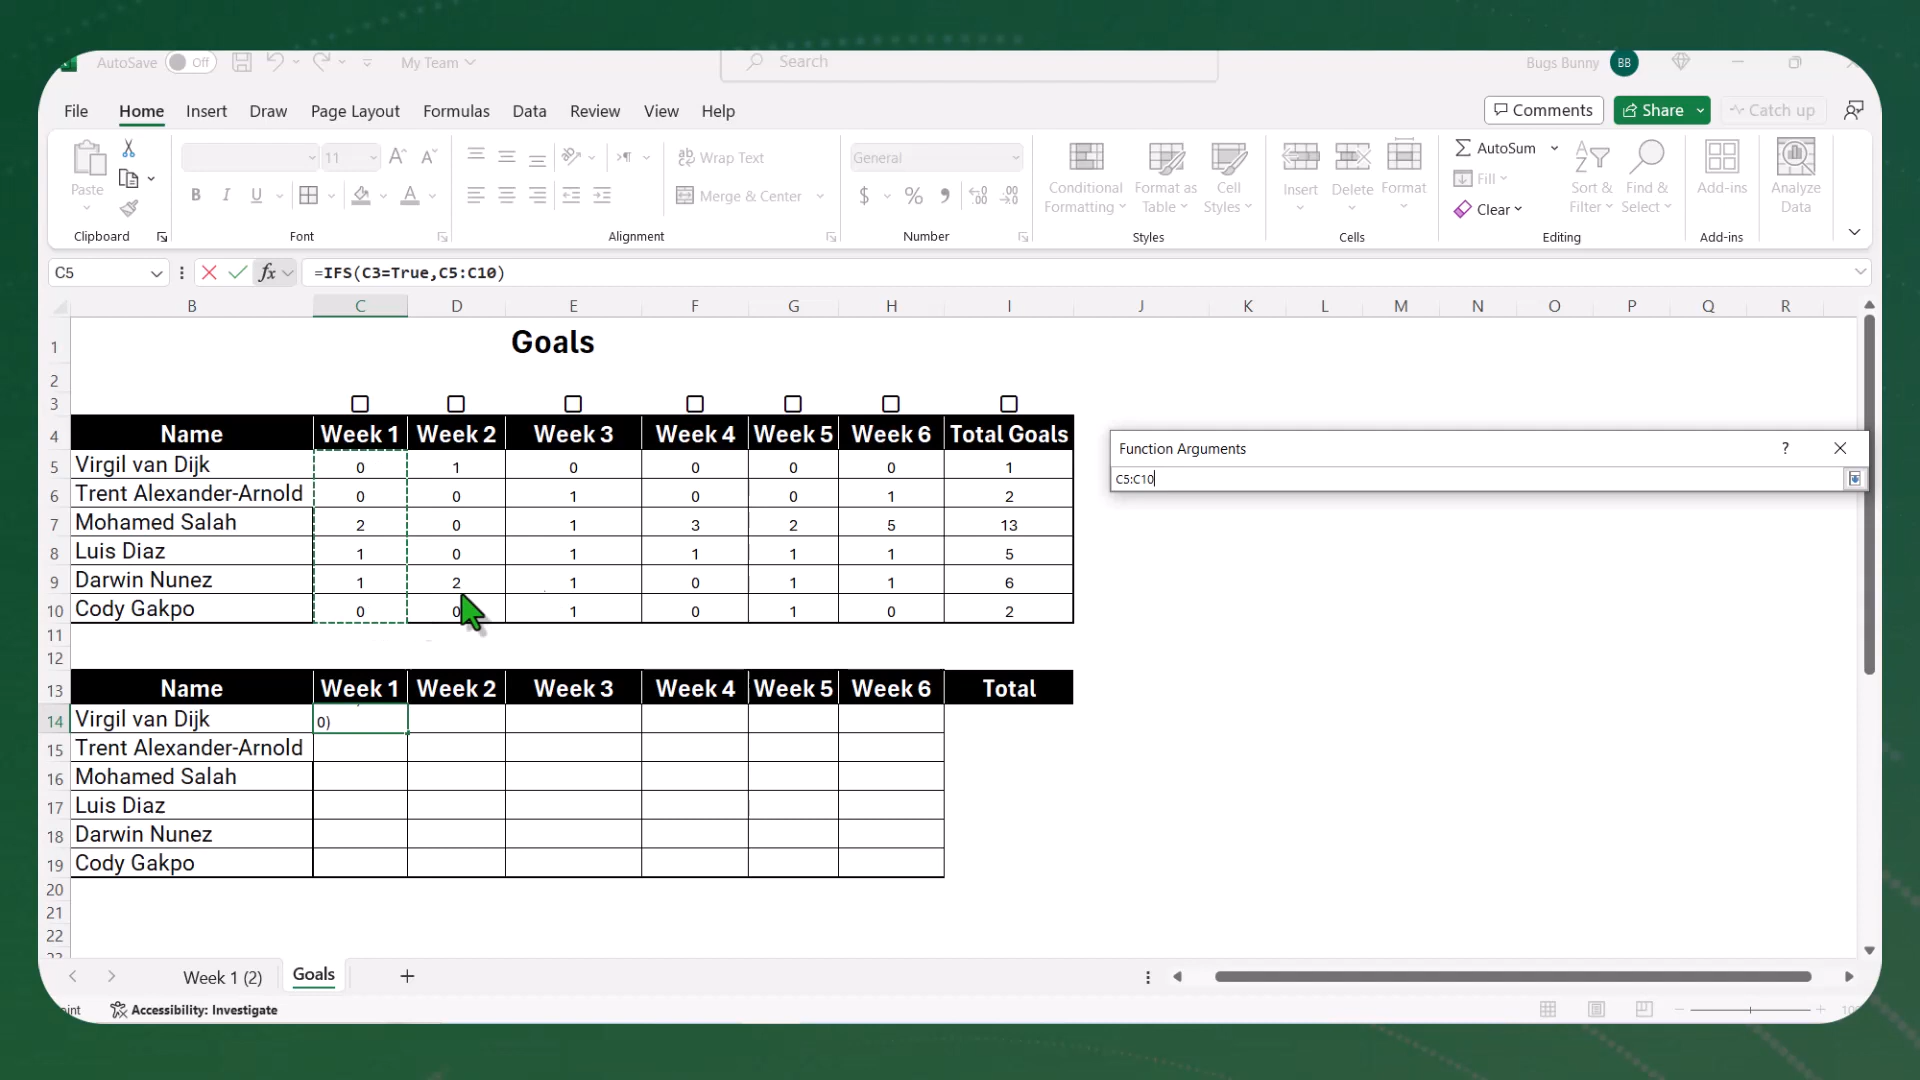 AutoSave Off My Team Search Bugs Bunny BB
File Home Insert Draw Page Layout Formulas Data Review View Help Comments Share Catch up
Paste 11 Wrap Text General Conditional Format as Cell Insert Delete Format AutoSum Sort & Find & Add-ins Analyze
B I U Merge & Center $ % Formatting Table Styles Fill Filter Select Data
Clear
Clipboard Font Alignment Number Styles Cells Editing Add-ins
C5 fx =IFS(C3=True,C5:C10)
B C D E F G H I J K L M N O P Q R
1 Goals
2
3
4 Name Week 1 Week 2 Week 3 Week 4 Week 5 Week 6 Total Goals
5 Virgil van Dijk 0 1 0 0 0 0 1
6 Trent Alexander-Arnold 0 0 1 0 0 1 2
7 Mohamed Salah 2 0 1 3 2 5 13
8 Luis Diaz 1 0 1 1 1 1 5
9 Darwin Nunez 1 2 1 0 1 1 6
10 Cody Gakpo 0 0 1 0 1 0 2
11
12
13 Name Week 1 Week 2 Week 3 Week 4 Week 5 Week 6 Total
14 Virgil van Dijk 0)
15 Trent Alexander-Arnold
16 Mohamed Salah
17 Luis Diaz
18 Darwin Nunez
19 Cody Gakpo
20
21
22
Function Arguments ?
C5:C10
Week 1 (2) Goals
Accessibility: Investigate